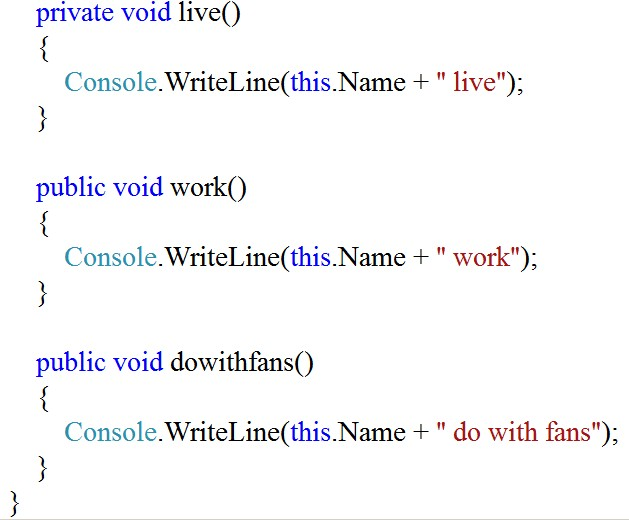 private void live()
{
Console.WriteLine(this.Name + " live");
}
public void work()
{
Console.WriteLine(this.Name + " work");
}
public void dowithfans()
{
Console.WriteLine(this.Name + " do with fans");
}
}